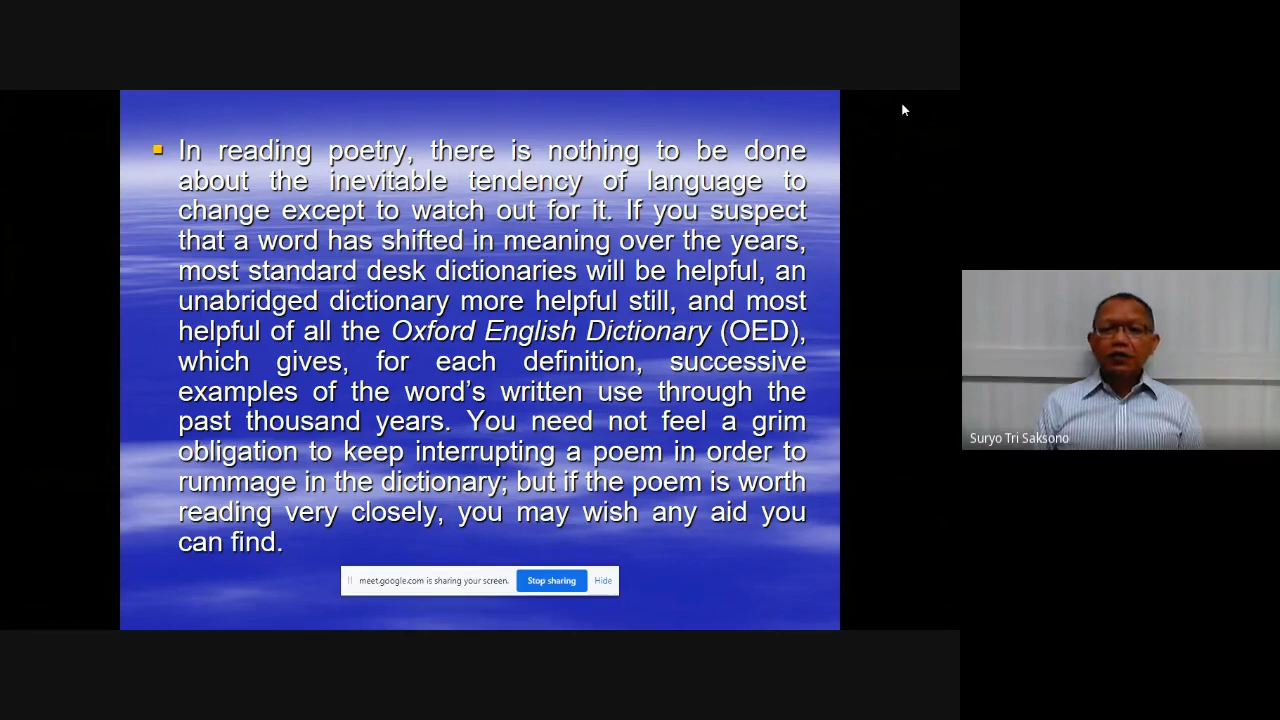 In reading poetry, there is nothing to be done
about the inevitable tendency of language to
change except to watch out for it. If you suspect
that a word has shifted in meaning over the years,
most standard desk dictionaries will be helpful, an
unabridged dictionary more helpful still, and most
helpful of all the Oxford English Dictionary (OED),
which gives, for each definition, successive
examples of the word’s written use through the
past thousand years. You need not feel a grim
obligation to keep interrupting a poem in order to
rummage in the dictionary; but if the poem is worth
reading very closely, you may wish any aid you
can find.
meet.google.com is sharing your screen. Stop sharing Hide
Suryo Tri Saksono